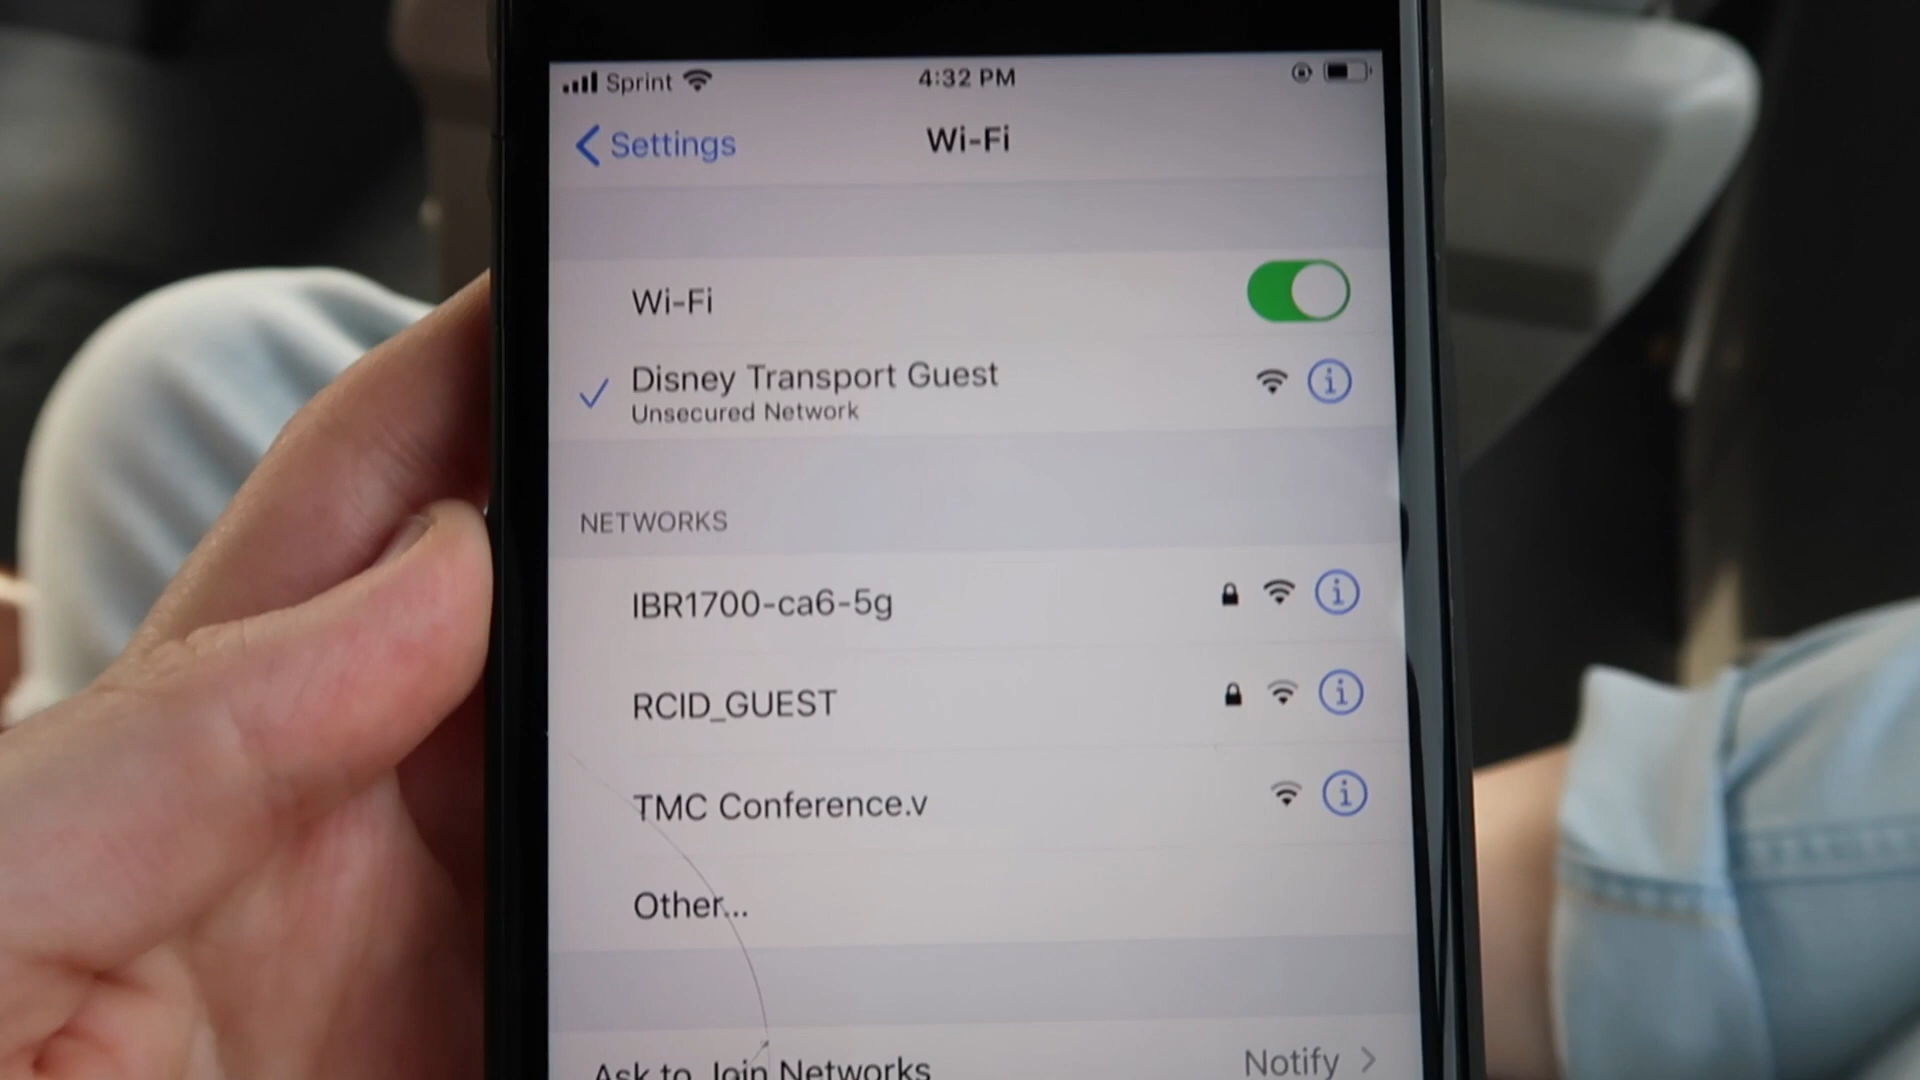 Sprint 4:32 PM
Settings Wi-Fi
Wi-Fi
Disney Transport Guest
Unsecured Network
NETWORKS
IBR1700-ca6-5g
RCID_GUEST
TMC Conference.v
Other...
Ask to Join Networks Notify